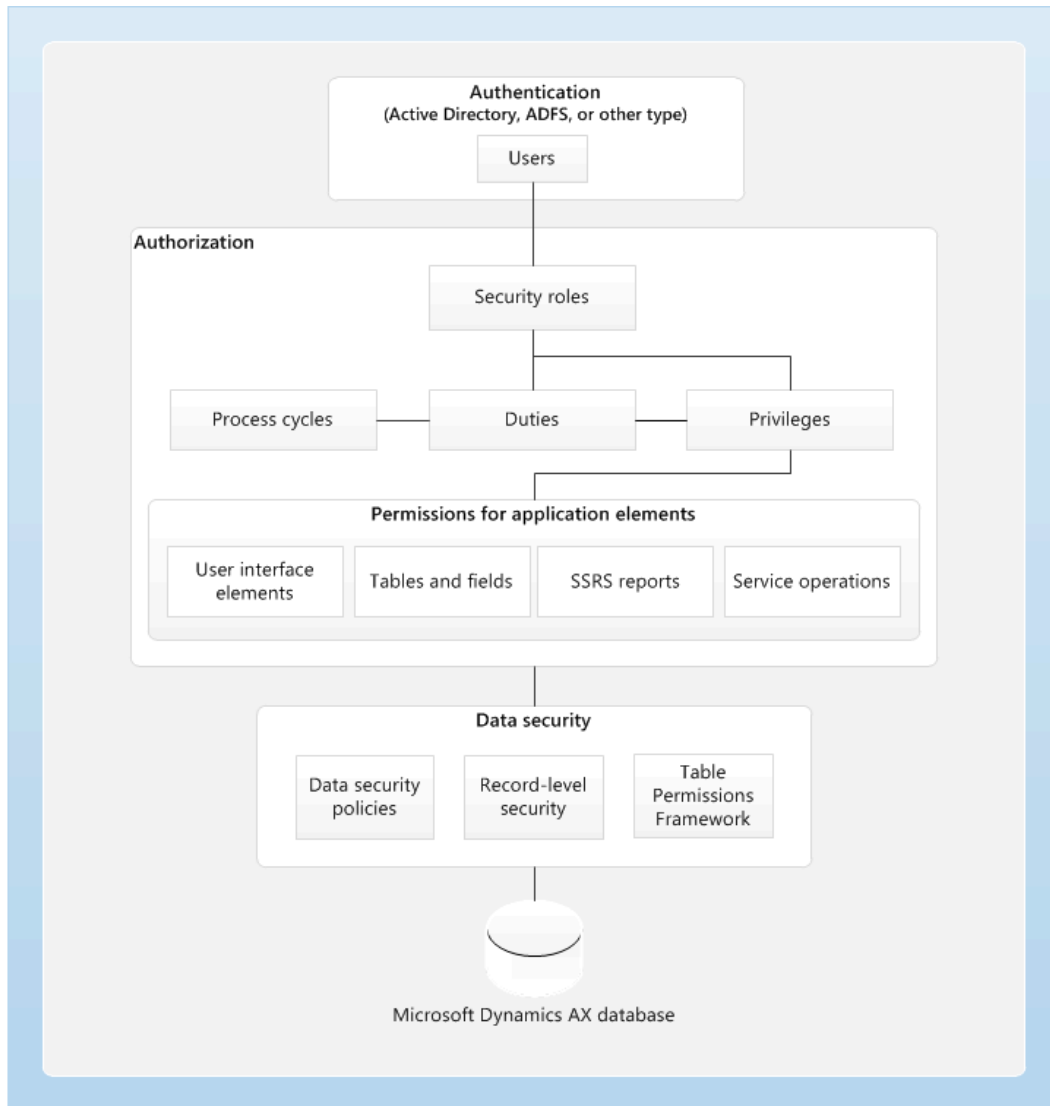 Authentication
(Active Directory, ADFS, or other type)
Users
Authorization
Security roles
Process cycles
Duties
Privileges
Permissions for application elements
User interface
elements
Tables and fields
SSRS reports
Service operations
Data security
Data security
policies
Record-level
security
Table
Permissions
Framework
Microsoft Dynamics AX database